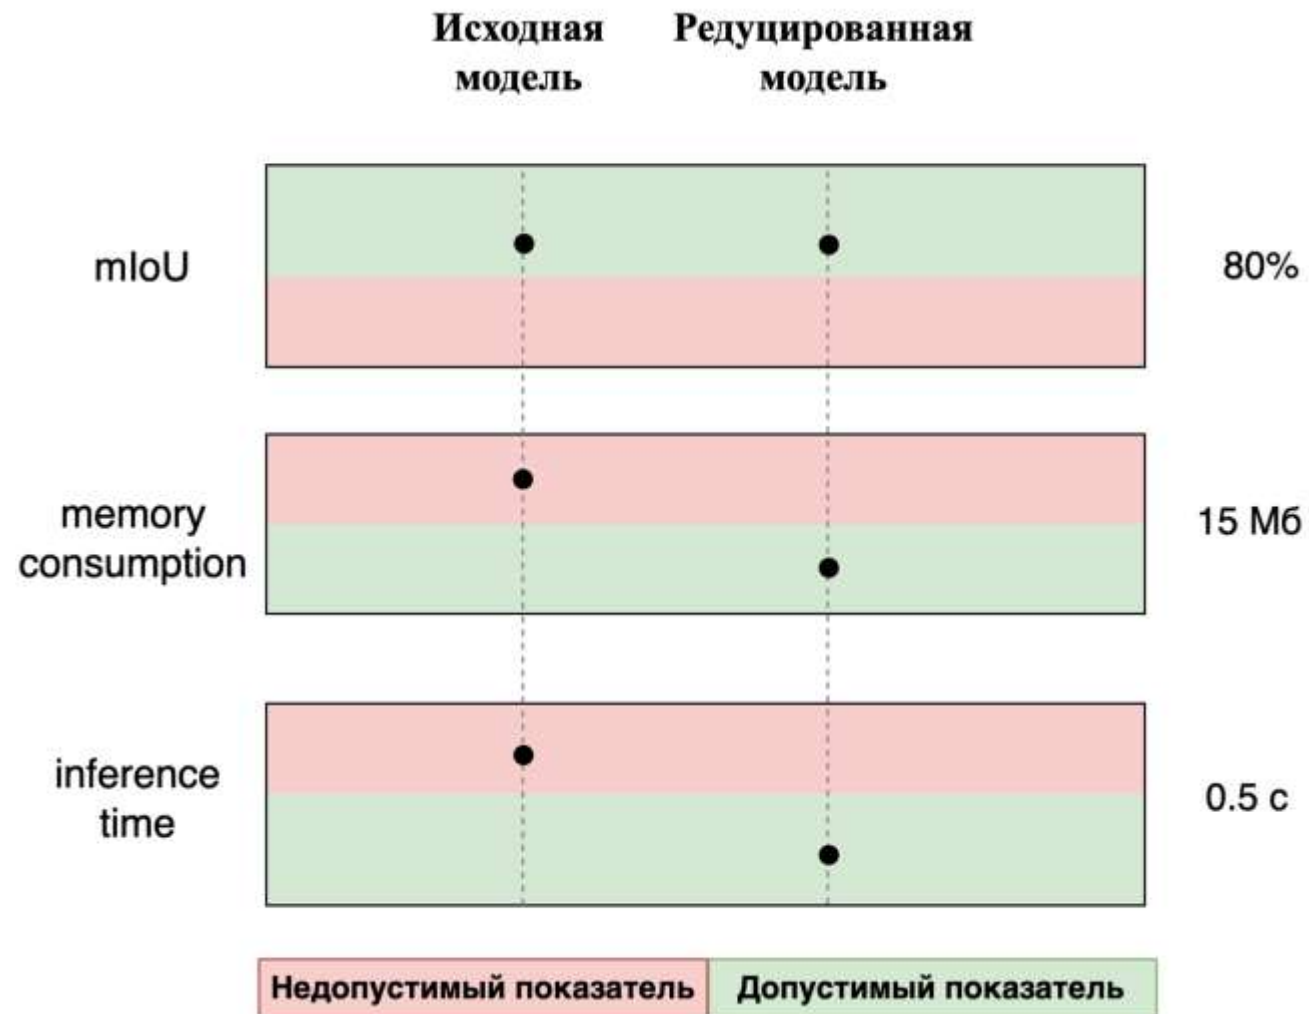 Исходная
модель
Редуцированная
модель
mIoU
80%
memory
consumption
15 Мб
inference
time
0.5 с
Недопустимый показатель
Допустимый показатель